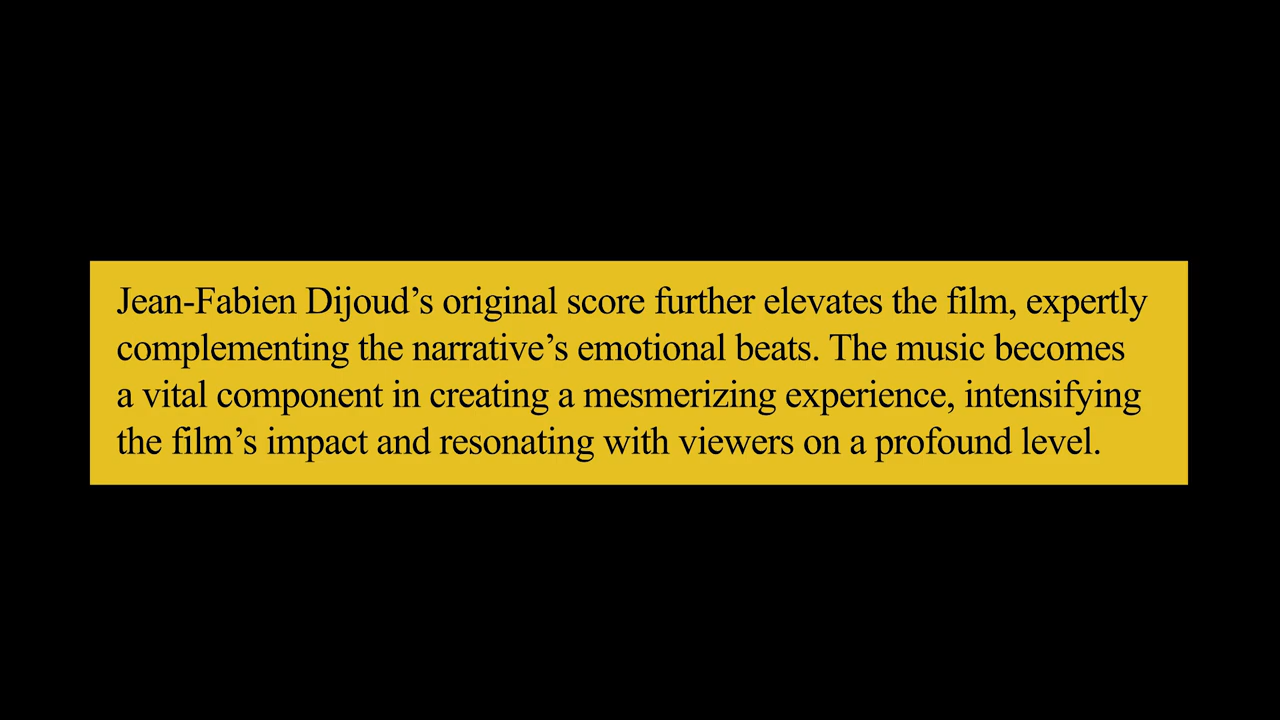 Jean-Fabien Dijoud’s original score further elevates the film, expertly
complementing the narrative’s emotional beats. The music becomes
a vital component in creating a mesmerizing experience, intensifying
the film’s impact and resonating with viewers on a profound level.